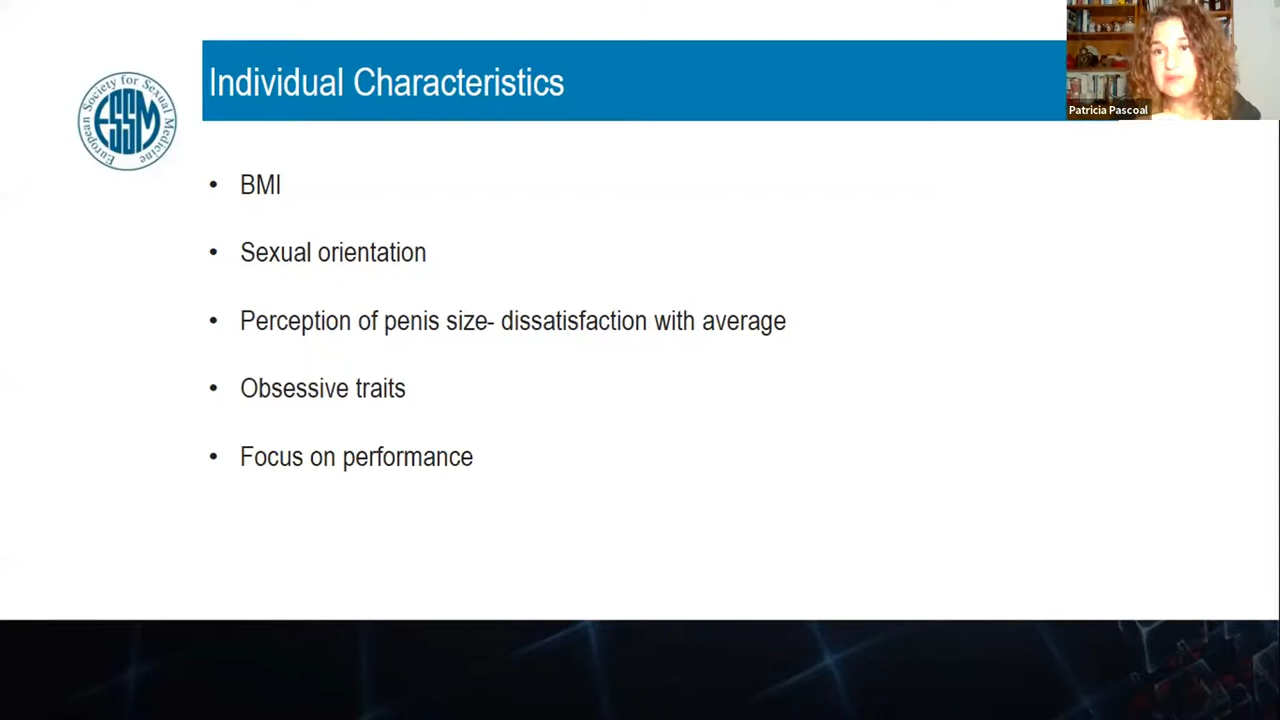 European Society for Sexual Medicine
ESSM
Individual Characteristics
Patricia Pascoal
• BMI
• Sexual orientation
• Perception of penis size- dissatisfaction with average
• Obsessive traits
• Focus on performance